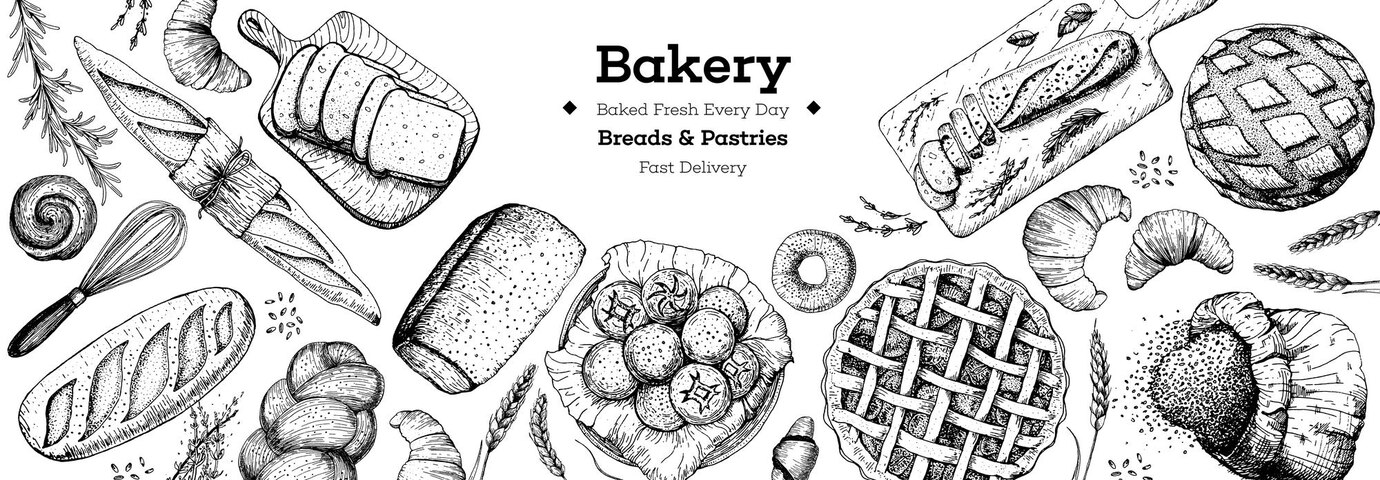 Bakery
Baked Fresh Every Day
Breads & Pastries
Fast Delivery